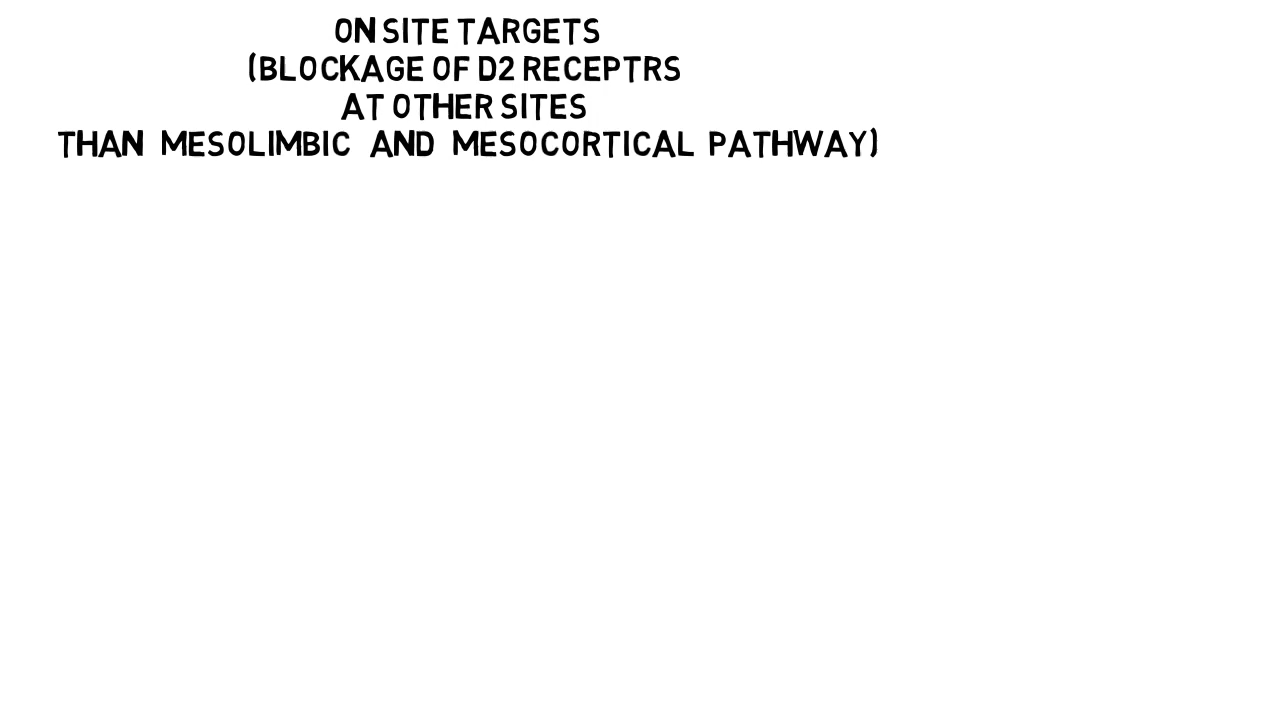 ON SITE TARGETS
(BLOCKAGE OF D2 RECEPTRS
AT OTHER SITES
THAN MESOLIMBIC AND MESOCORTICAL PATHWAY)